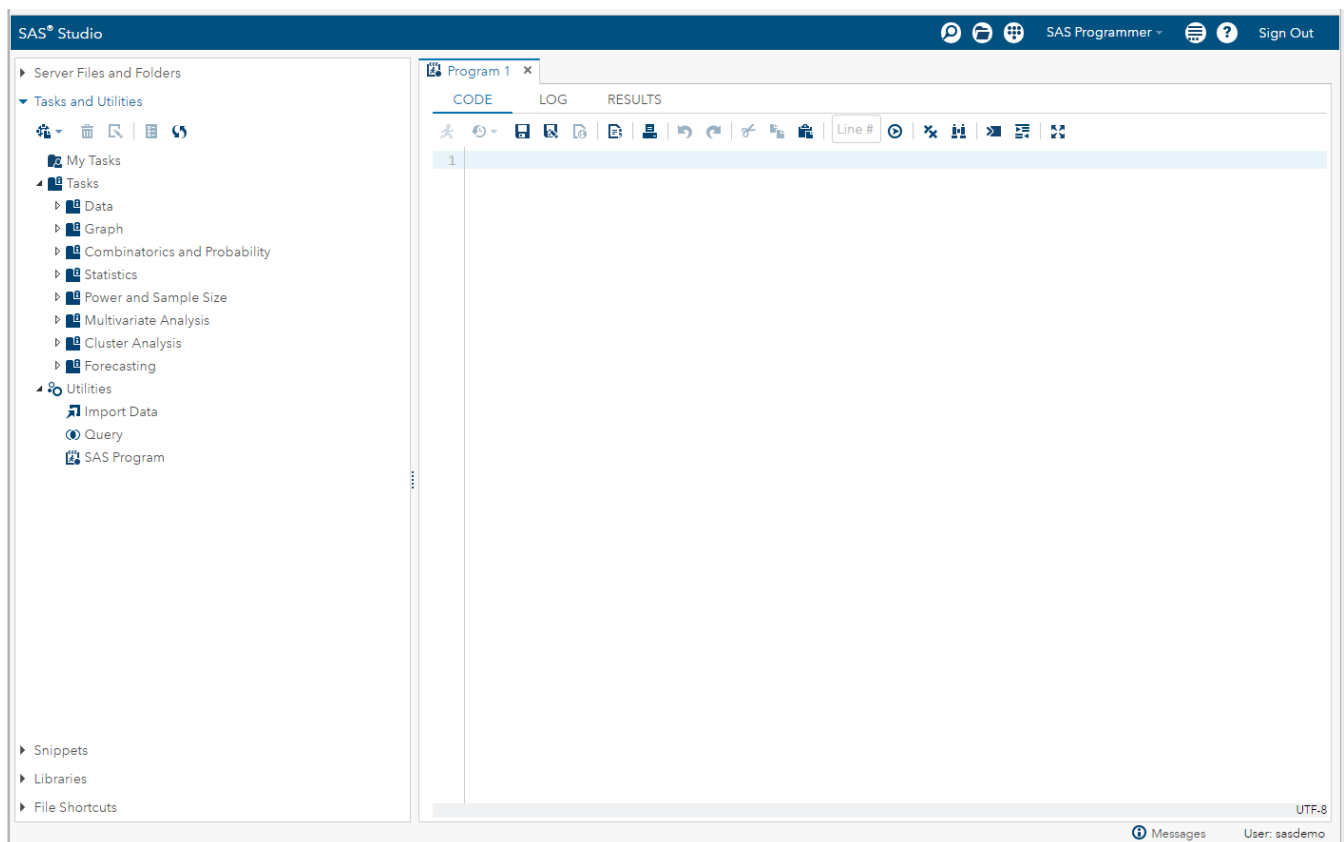 SAS® Studio
SAS Programmer
Sign Out
Server Files and Folders
Tasks and Utilities
My Tasks
Tasks
Data
Graph
Combinatorics and Probability
Statistics
Power and Sample Size
Multivariate Analysis
Cluster Analysis
Forecasting
Utilities
Import Data
Query
SAS Program
Snippets
Libraries
File Shortcuts
Program 1
CODE LOG RESULTS
Line #
1
UTF-8
Messages User: sasdemo